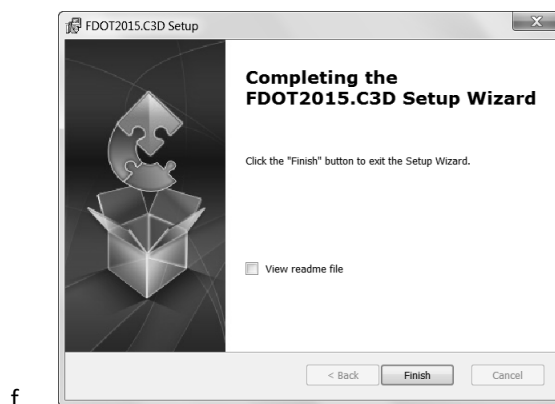 FDOT2015.C3D Setup
X
Completing the
FDOT2015.C3D Setup Wizard
Click the "Finish" button to exit the Setup Wizard.
View readme file
< Back Finish Cancel
f